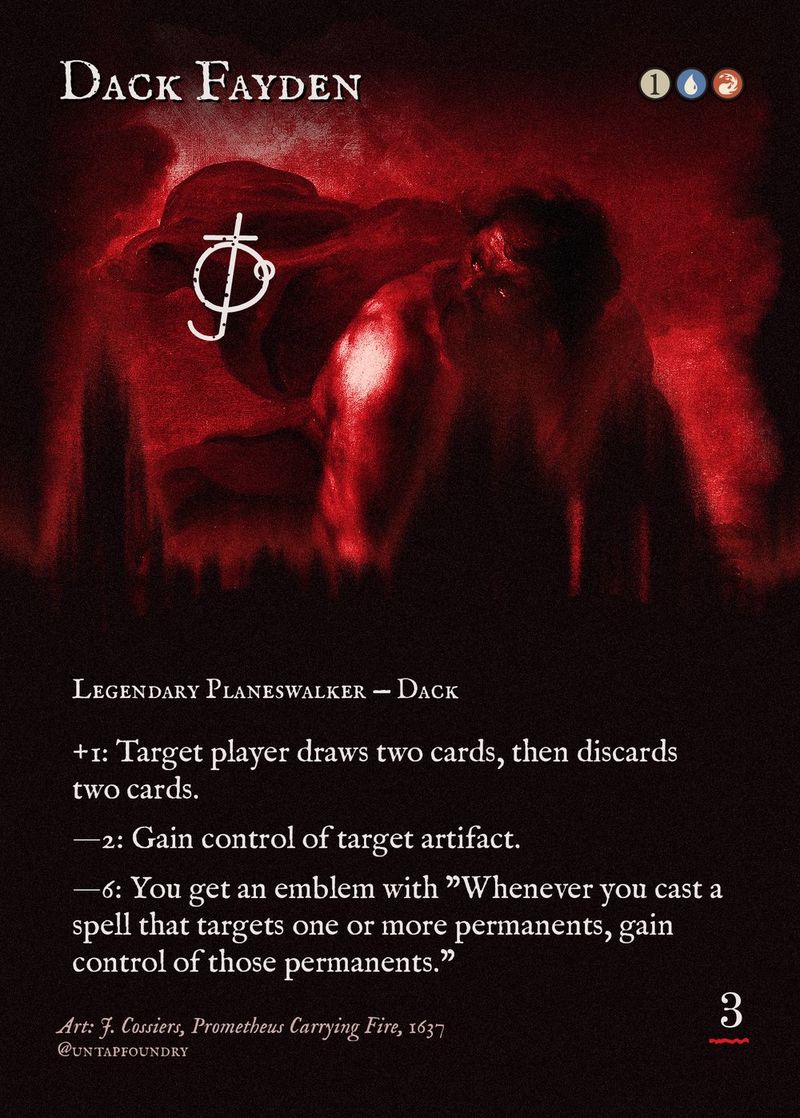 Dack Fayden
1
Legendary Planeswalker – Dack
+1: Target player draws two cards, then discards
two cards.
—2: Gain control of target artifact.
—6: You get an emblem with ”Whenever you cast a
spell that targets one or more permanents, gain
control of those permanents.”
3
Art: J. Cossiers, Prometheus Carrying Fire, 1637
@untapfoundry